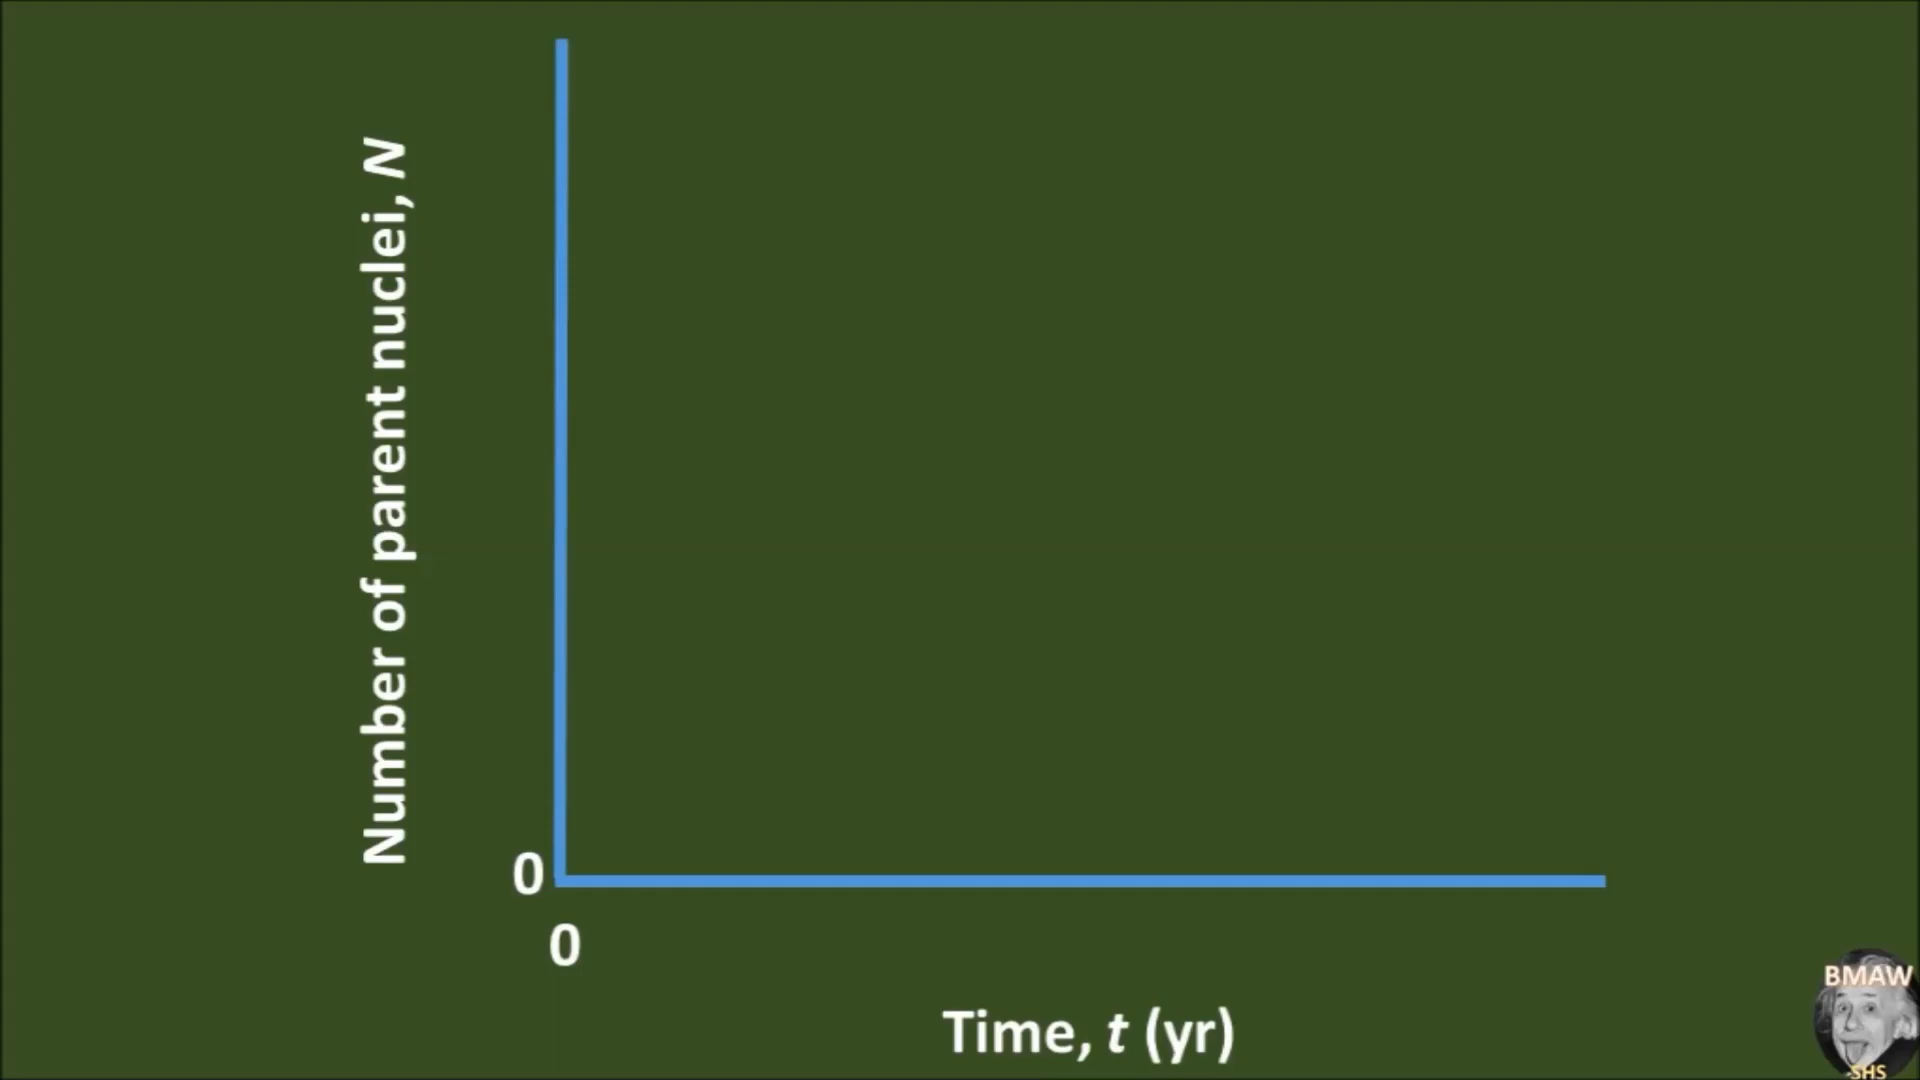 Number of parent nuclei, N
0
0
Time, t (yr)
BMAW
SHS